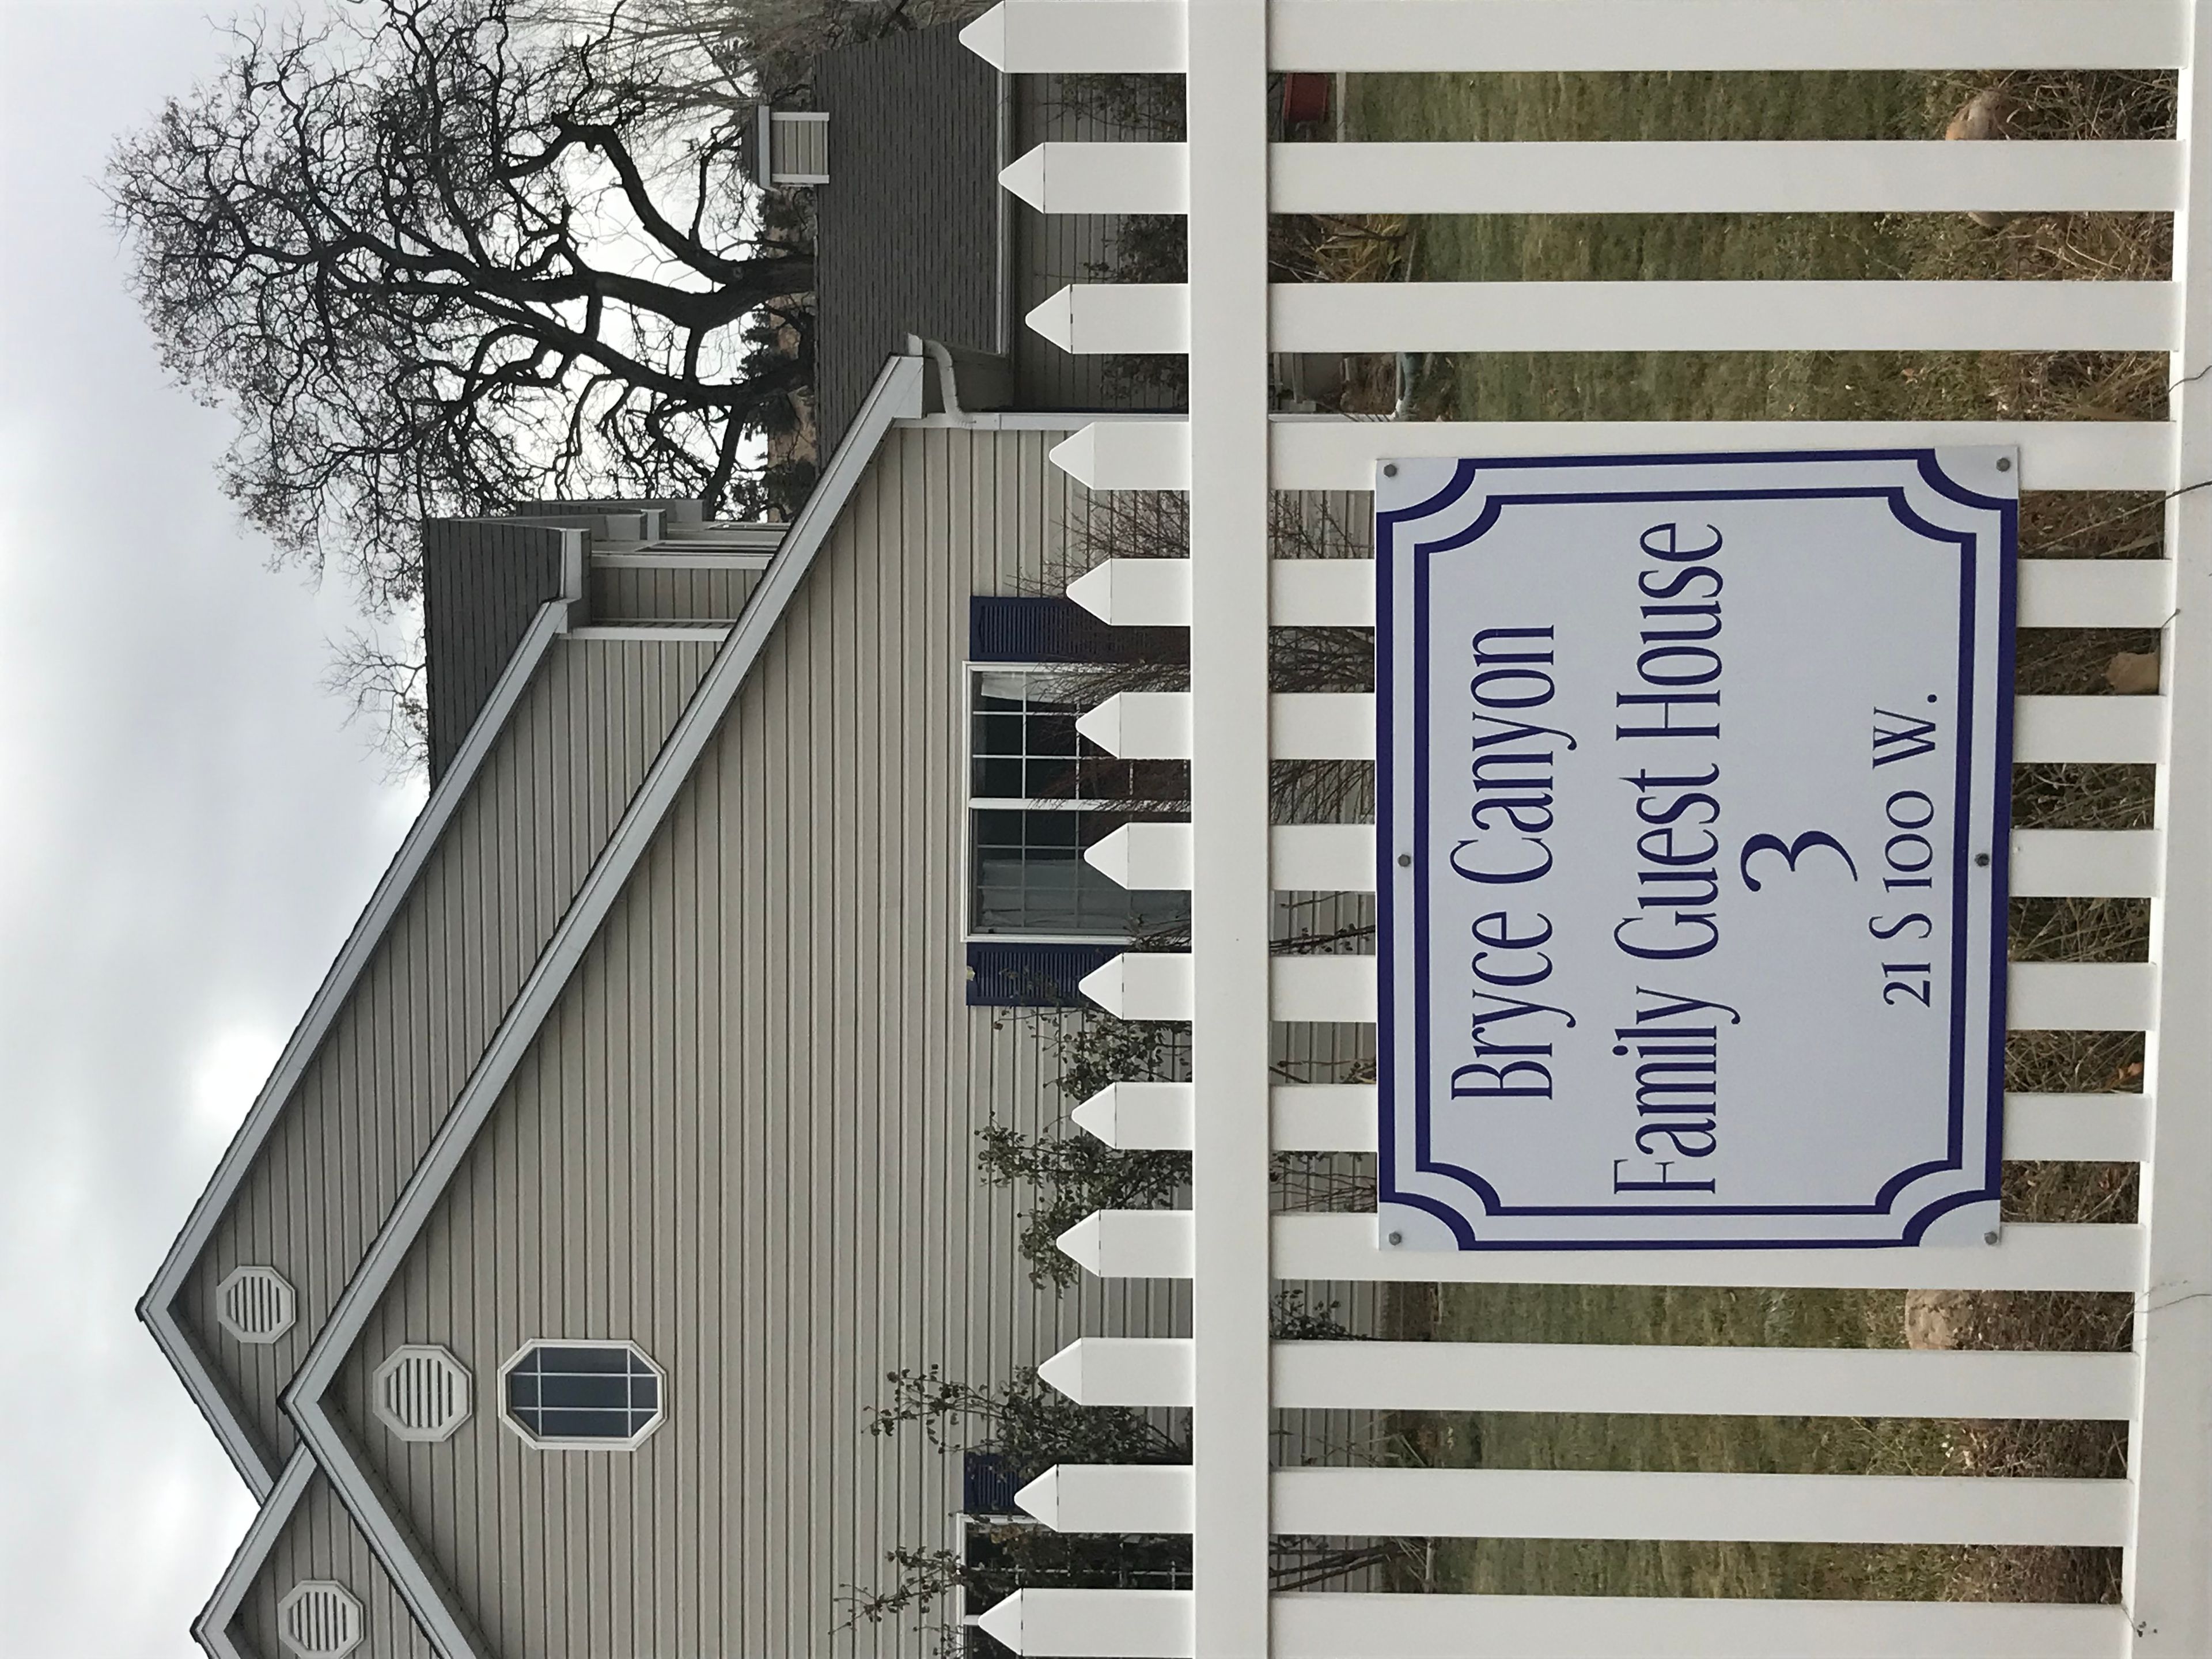 Bryce Canyon
Family Guest House
3
21 S 100 W.